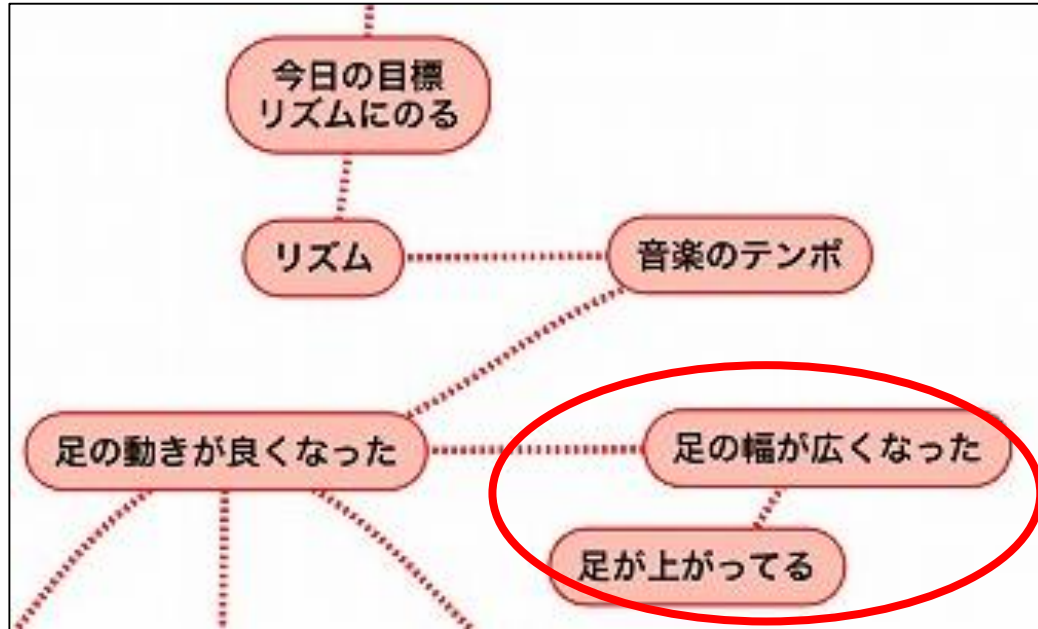 今日の目標
リズムにのる
リズム
音楽のテンポ
足の動きが良くなった
足の幅が広くなった
足が上がってる